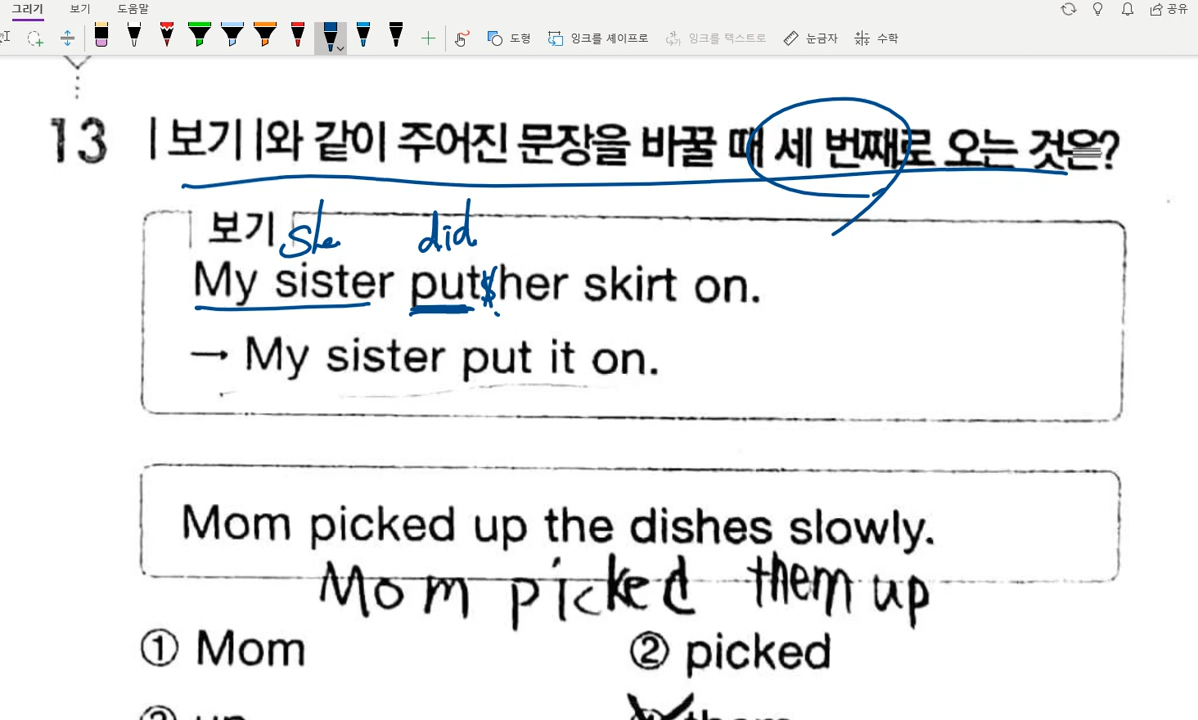 그리기 보기 도움말 공유
도형 잉크를 셰이프로 잉크를 텍스트로 눈금자 수학
13 |보기|와 같이 주어진 문장을 바꿀 때 세 번째로 오는 것은?
보기
she did
My sister put her skirt on.
→ My sister put it on.
Mom picked up the dishes slowly.
Mom picked them up
① Mom ② picked
③ up ④ them